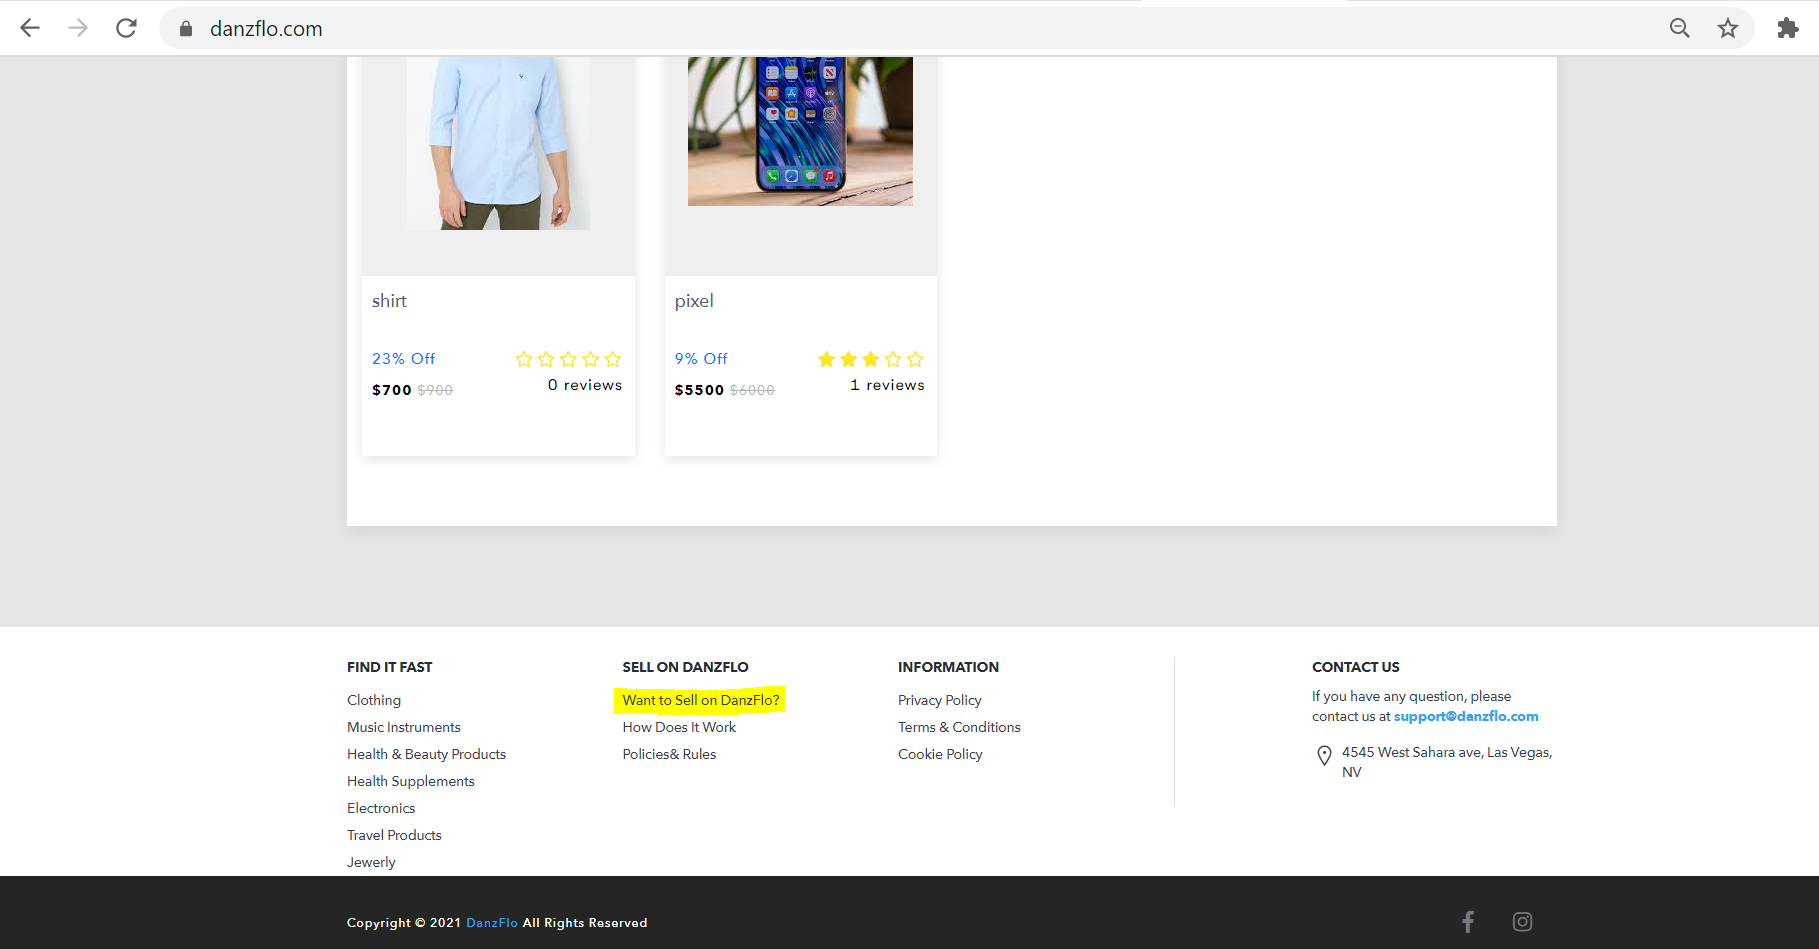 danzflo.com
shirt
23% Off
0 reviews
$700 $900
pixel
9% Off
1 reviews
$5500 $6000
FIND IT FAST
Clothing
Music Instruments
Health & Beauty Products
Health Supplements
Electronics
Travel Products
Jewerly
SELL ON DANZFLO
Want to Sell on DanzFlo?
How Does It Work
Policies& Rules
INFORMATION
Privacy Policy
Terms & Conditions
Cookie Policy
CONTACT US
If you have any question, please
contact us at support@danzflo.com
4545 West Sahara ave, Las Vegas,
NV
Copyright © 2021 DanzFlo All Rights Reserved